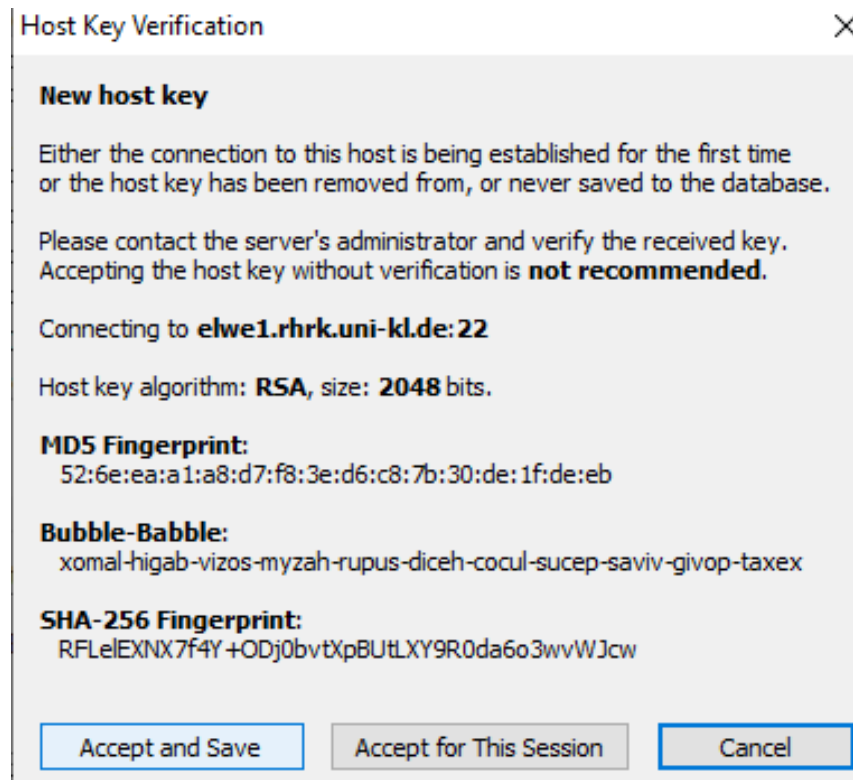 Host Key Verification
New host key
Either the connection to this host is being established for the first time
or the host key has been removed from, or never saved to the database.
Please contact the server's administrator and verify the received key.
Accepting the host key without verification is not recommended.
Connecting to elwe1.rhrk.uni-kl.de:22
Host key algorithm: RSA, size: 2048 bits.
MD5 Fingerprint:
52:6e:ea:a1:a8:d7:f8:3e:d6:c8:7b:30:de:1f:de:eb
Bubble-Babble:
xomal-higab-vizos-myzah-rupus-diceh-cocul-sucep-saviv-givop-taxex
SHA-256 Fingerprint:
RFLelEXNX7f4Y+ODj0bvtXpBUtLXY9R0da6o3wvWJcw
Accept and Save
Accept for This Session
Cancel